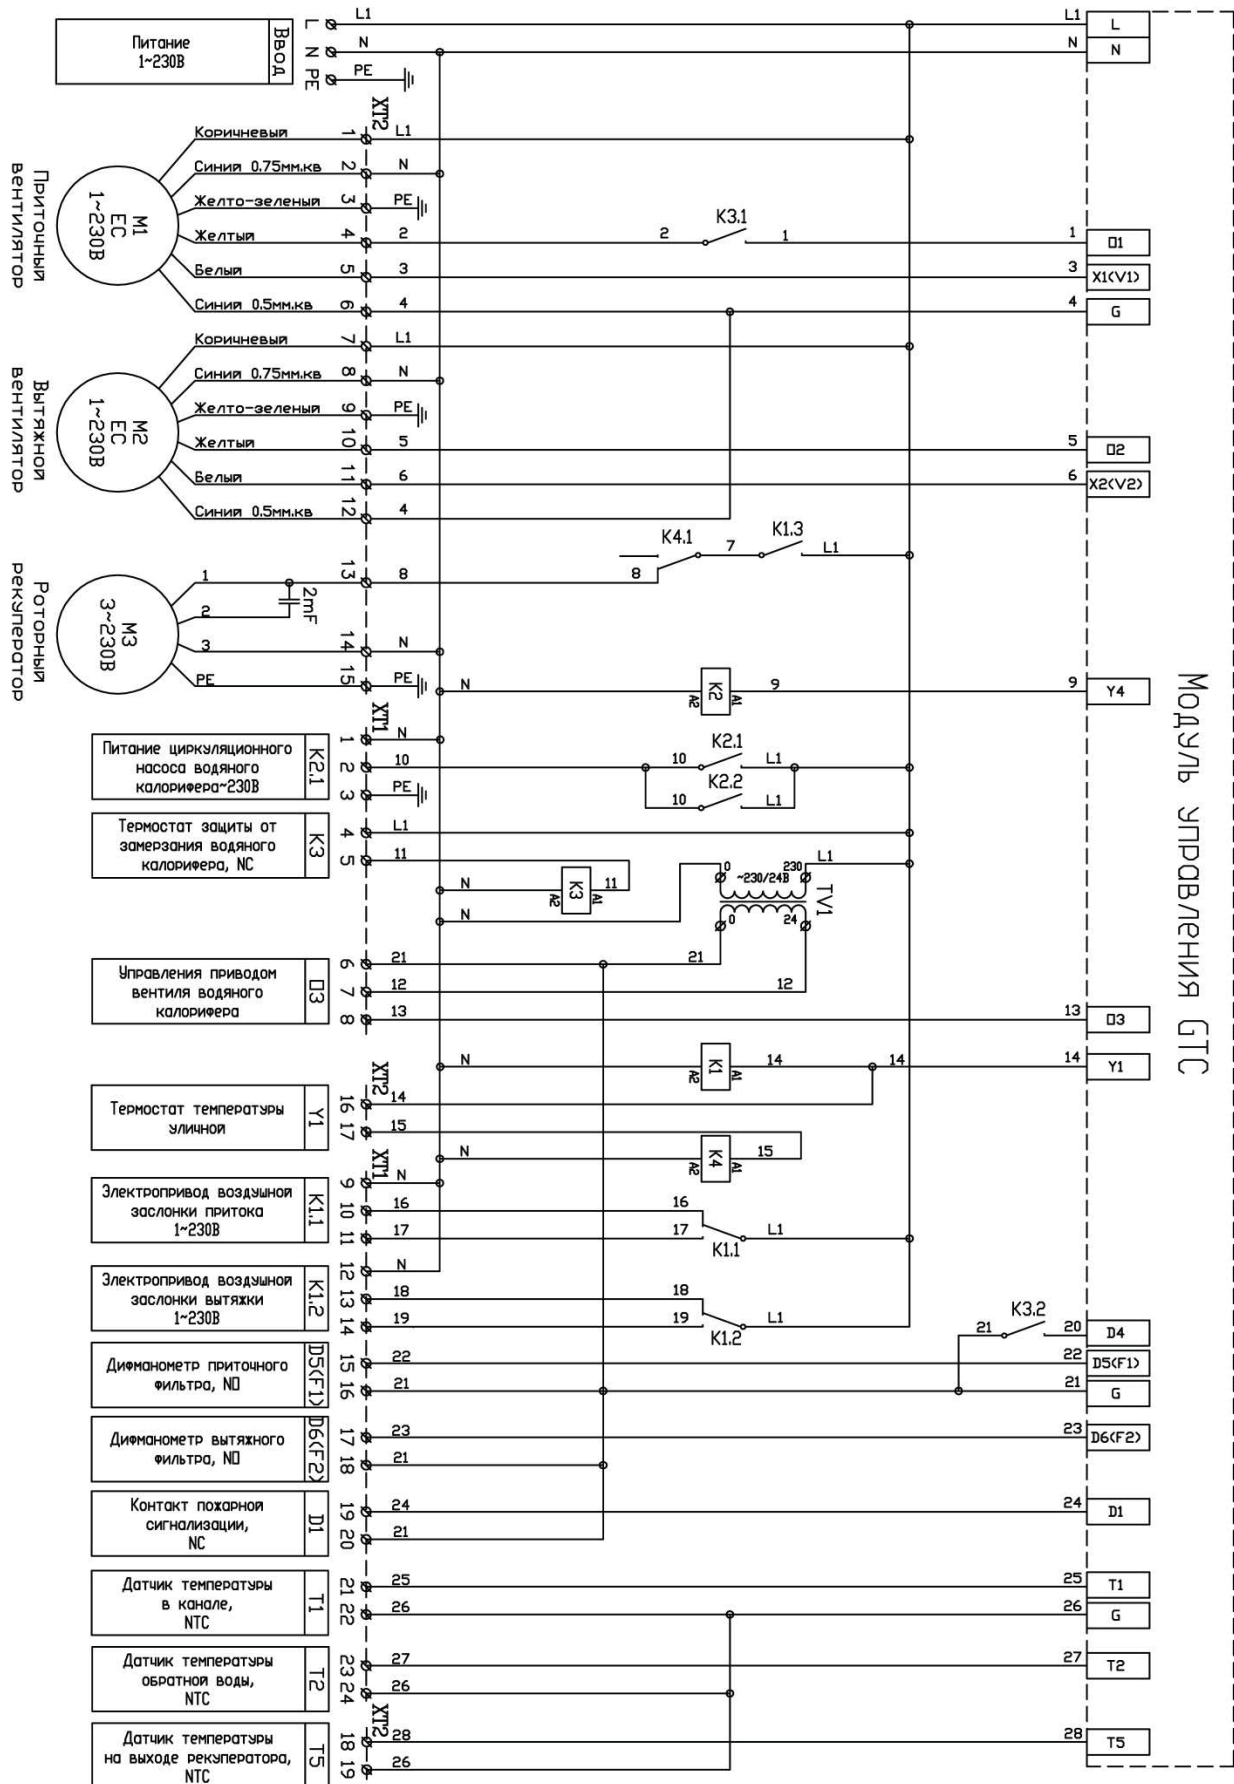 L1
L1
L
N
N
N
PE
PE
Питание
1~230В
Ввод
XT2
Коричневый
1
L1
Синий 0.75мм.кв
2
N
Желто-зеленый
3
PE
Желтый
4
2
2
K3.1
1
1
O1
Белый
5
3
3
X1(V1)
Синий 0.5мм.кв
6
4
4
G
M1
EC
1~230В
Приточный
вентилятор
Коричневый
7
L1
Синий 0.75мм.кв
8
N
Желто-зеленый
9
PE
Желтый
10
5
5
O2
Белый
11
6
6
X2(V2)
Синий 0.5мм.кв
12
4
M2
EC
1~230В
Вытяжной
вентилятор
K4.1
7
K1.3
L1
8
1
13
8
2
2mF
3
14
N
PE
15
PE
M3
3~230В
Роторный
рекуператор
N
A2
K2
A1
9
9
Y4
Модуль управления GTC
XT1
Питание циркуляционного
насоса водяного
калорифера~230В
K2.1
1
N
2
10
3
PE
10
K2.1
L1
10
K2.2
L1
Термостат защиты от
замерзания водяного
калорифера, NC
K3
4
L1
5
11
N
A2
K3
A1
11
N
0
~230/24В
230
L1
TV1
0
24
21
12
Управления приводом
вентиля водяного
калорифера
O3
6
21
7
12
8
13
13
O3
N
A2
K1
A1
14
14
14
Y1
XT2
Термостат температуры
уличной
Y1
16
14
17
15
N
A2
K4
A1
15
XT1
Электропривод воздушной
заслонки притока
1~230В
K1.1
9
N
10
16
11
17
16
17
K1.1
L1
Электропривод воздушной
заслонки вытяжки
1~230В
K1.2
12
N
13
18
14
19
18
19
K1.2
L1
21
K3.2
20
D4
Дифманометр приточного
фильтра, NO
D5(F1)
15
22
22
D5(F1)
16
21
21
G
Дифманометр вытяжного
фильтра, NO
D6(F2)
17
23
23
D6(F2)
18
21
Контакт пожарной
сигнализации,
NC
D1
19
24
24
D1
20
21
Датчик температуры
в канале,
NTC
T1
21
25
25
T1
22
26
26
G
Датчик температуры
обратной воды,
NTC
T2
23
27
27
T2
24
26
XT2
Датчик температуры
на выходе рекуператора,
NTC
T5
18
28
28
T5
19
26